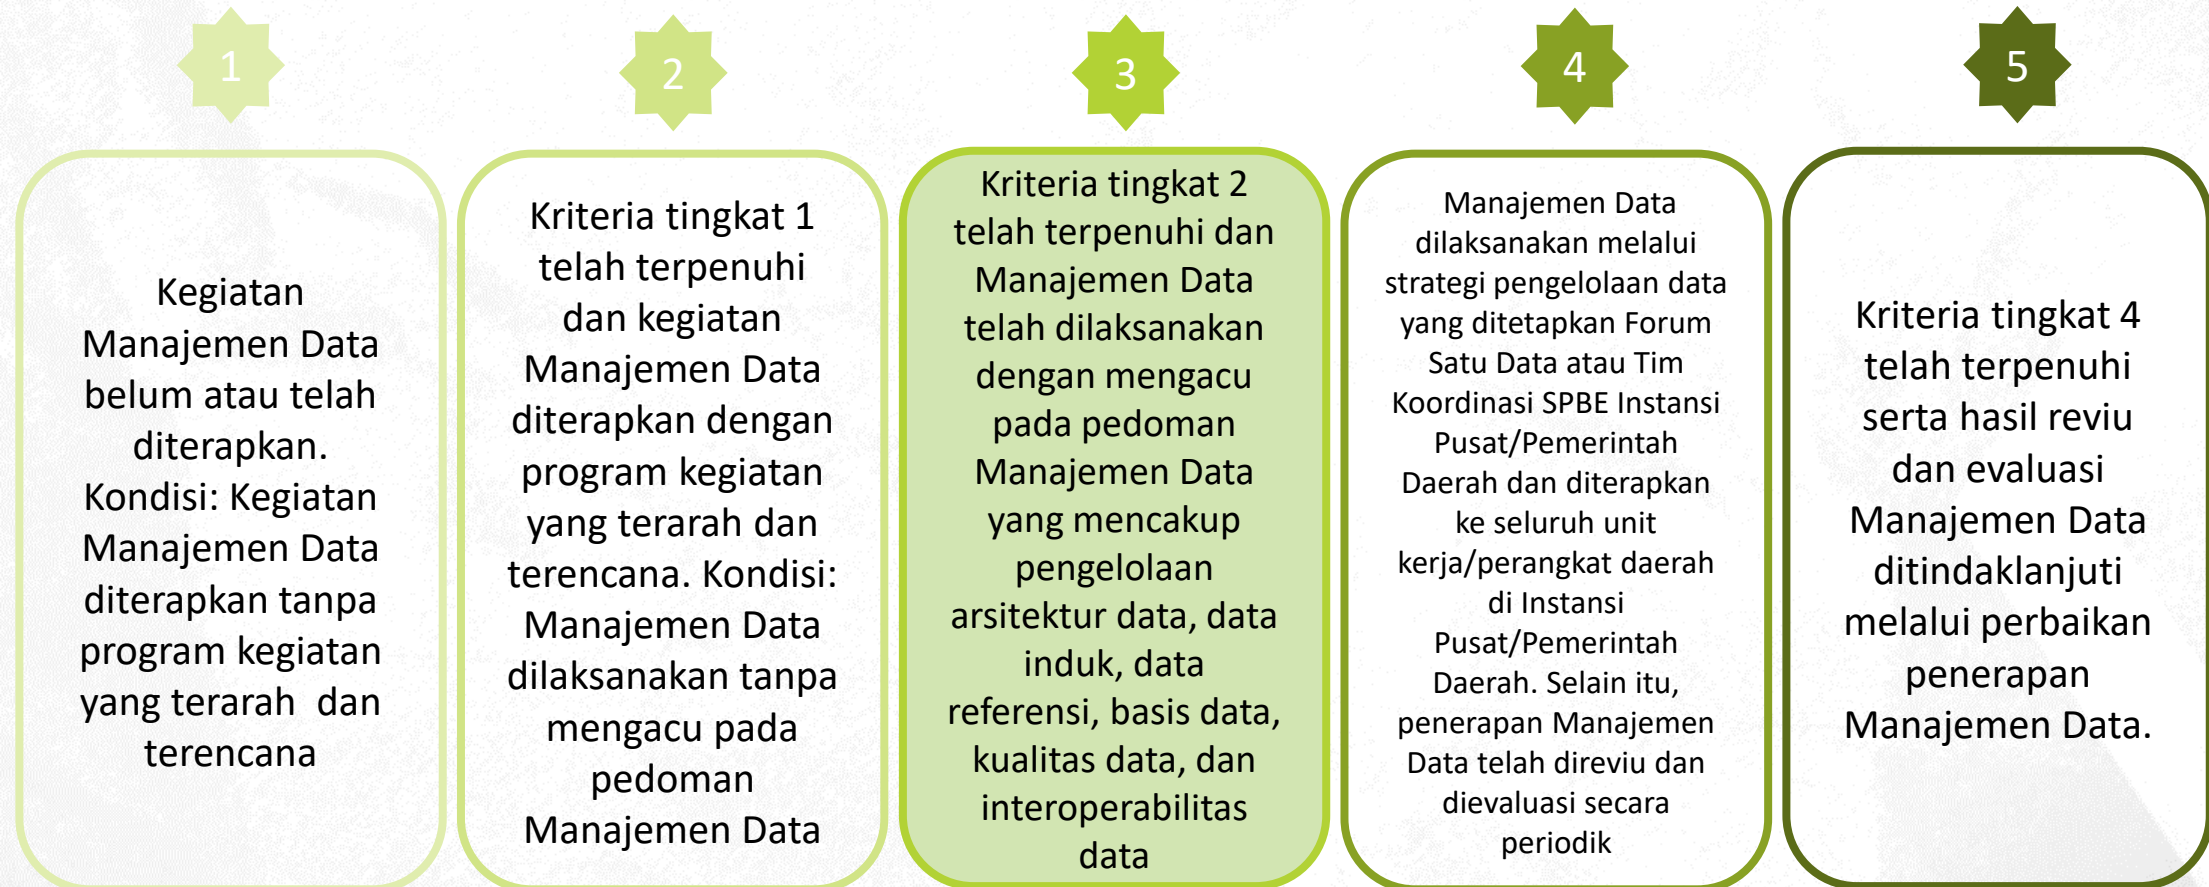 1
Kegiatan
Manajemen Data
belum atau telah
diterapkan.
Kondisi: Kegiatan
Manajemen Data
diterapkan tanpa
program kegiatan
yang terarah  dan
terencana
2
Kriteria tingkat 1
telah terpenuhi
dan kegiatan
Manajemen Data
diterapkan dengan
program kegiatan
yang terarah dan
terencana. Kondisi:
Manajemen Data
dilaksanakan tanpa
mengacu pada
pedoman
Manajemen Data
3
Kriteria tingkat 2
telah terpenuhi dan
Manajemen Data
telah dilaksanakan
dengan mengacu
pada pedoman
Manajemen Data
yang mencakup
pengelolaan
arsitektur data, data
induk, data
referensi, basis data,
kualitas data, dan
interoperabilitas
data
4
Manajemen Data
dilaksanakan melalui
strategi pengelolaan data
yang ditetapkan Forum
Satu Data atau Tim
Koordinasi SPBE Instansi
Pusat/Pemerintah
Daerah dan diterapkan
ke seluruh unit
kerja/perangkat daerah
di Instansi
Pusat/Pemerintah
Daerah. Selain itu,
penerapan Manajemen
Data telah direviu dan
dievaluasi secara
periodik
5
Kriteria tingkat 4
telah terpenuhi
serta hasil reviu
dan evaluasi
Manajemen Data
ditindaklanjuti
melalui perbaikan
penerapan
Manajemen Data.